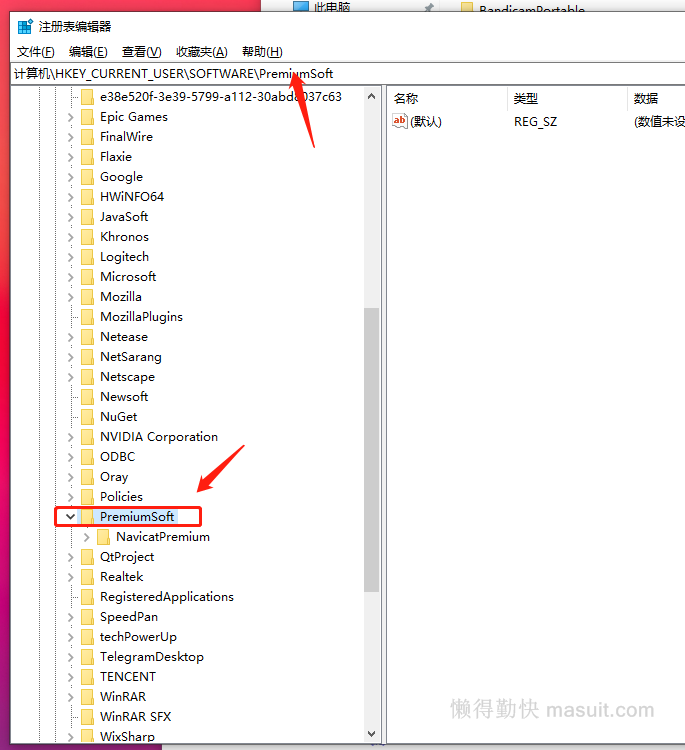 此电脑
BandicamPortable
注册表编辑器
文件(F) 编辑(E) 查看(V) 收藏夹(A) 帮助(H)
计算机\HKEY_CURRENT_USER\SOFTWARE\PremiumSoft
名称 类型 数据
ab (默认) REG_SZ (数值未设
e38e520f-3e39-5799-a112-30abd8037c63
Epic Games
FinalWire
Flaxie
Google
HWiNFO64
JavaSoft
Khronos
Logitech
Microsoft
Mozilla
MozillaPlugins
Netease
NetSarang
Netscape
Newsoft
NuGet
NVIDIA Corporation
ODBC
Oray
Policies
PremiumSoft
NavicatPremium
QtProject
Realtek
RegisteredApplications
SpeedPan
techPowerUp
TelegramDesktop
TENCENT
WinRAR
WinRAR SFX
WixSharp
懒得勤快 masuit.com